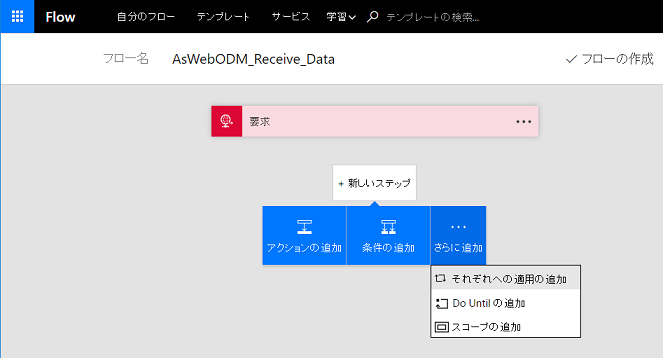 Flow 自分のフロー テンプレート サービス 学習 テンプレートの検索...
フロー名 AsWebODM_Receive_Data フローの作成
要求
+ 新しいステップ
アクションの追加 条件の追加 さらに追加
それぞれへの適用の追加
Do Until の追加
スコープの追加